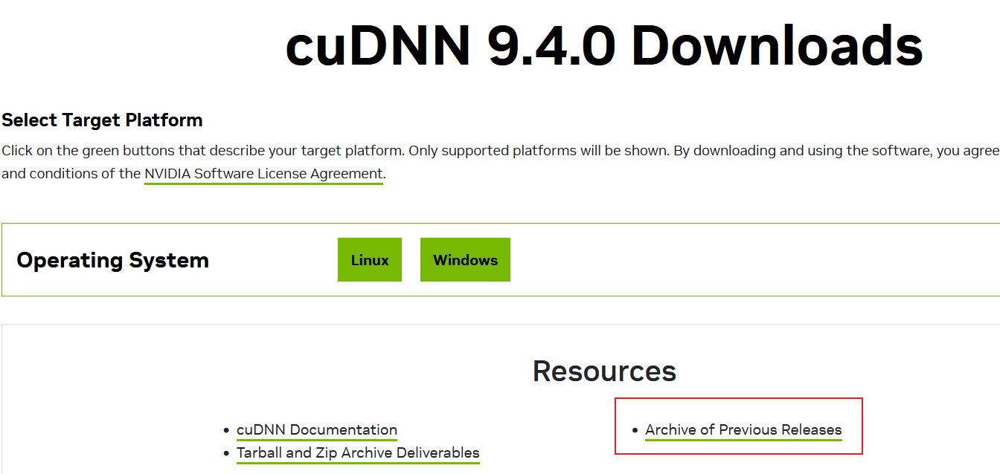 cuDNN 9.4.0 Downloads
Select Target Platform
Click on the green buttons that describe your target platform. Only supported platforms will be shown. By downloading and using the software, you agree
and conditions of the NVIDIA Software License Agreement.
Operating System
Linux
Windows
Resources
• cuDNN Documentation
• Tarball and Zip Archive Deliverables
• Archive of Previous Releases